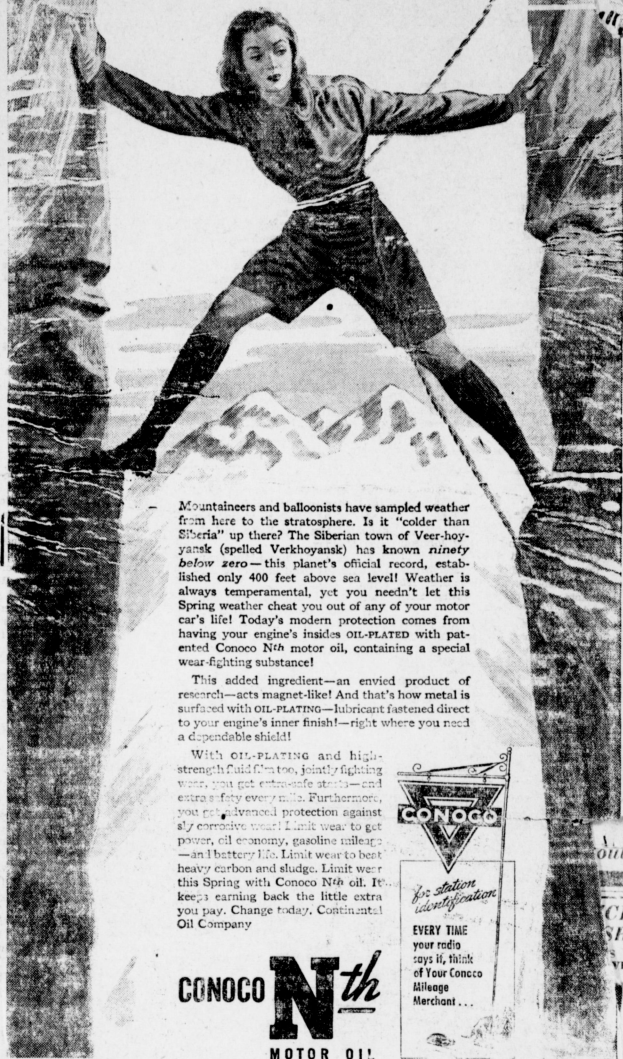 Mountaineers and balloonists have sampled weather
from here to the stratosphere. Is it "colder than
Siberia" up there? The Siberian town of Veer-hoy-
yansk (spelled Verkhoyansk) has known ninety
below zero—this planet's official record, estab-
lished only 400 feet above sea level! Weather is
always temperamental, yet you needn't let this
Spring weather cheat you out of any of your motor
car's life! Today's modern protection comes from
having your engine's insides OIL-PLATED with pat-
ented Conoco Nth motor oil, containing a special
wear-fighting substance!
This added ingredient—an envied product of
research—acts magnet-like! And that's how metal is
surfaced with OIL-PLATING—lubricant fastened direct
to your engine's inner finish!—right where you need
a dependable shield!
With OIL-PLATING and high-
strength fluid film too, jointly fighting
wear, you get extra-safe starts—and
extra safety every mile. Furthermore,
you get advanced protection against
sly corrosive wear! Limit wear to get
power, oil economy, gasoline mileage
—and battery life. Limit wear to beat
heavy carbon and sludge. Limit wear
this Spring with Conoco Nth oil. It
keeps earning back the little extra
you pay. Change today. Continental
Oil Company
CONOCO
for station
identification
EVERY TIME
your radio
says it, think
of Your Conoco
Mileage
Merchant...
CONOCO Nth
MOTOR OIL